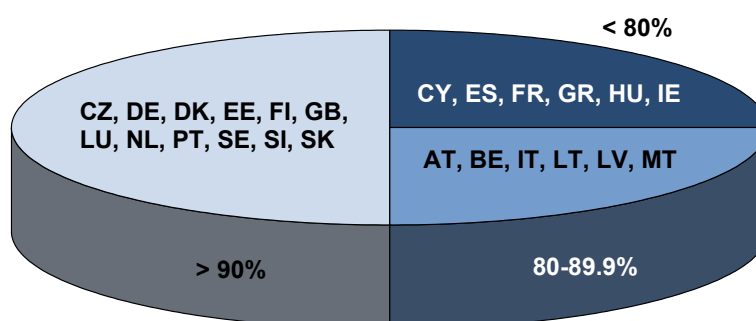 < 80%
CY, ES, FR, GR, HU, IE
CZ, DE, DK, EE, FI, GB,
LU, NL, PT, SE, SI, SK
AT, BE, IT, LT, LV, MT
> 90%
80-89.9%